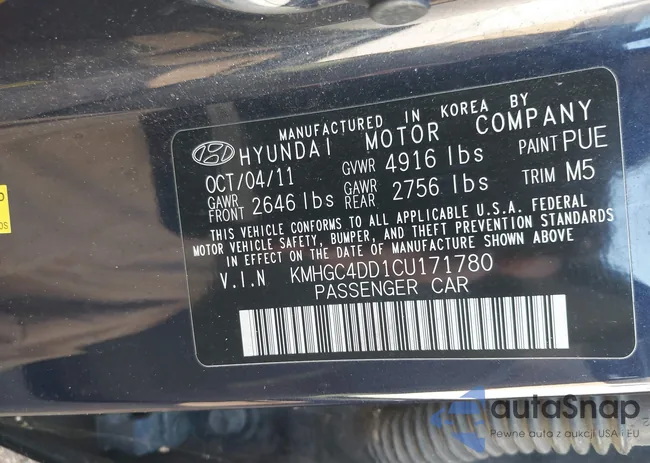 MANUFACTURED IN KOREA BY
HYUNDAI MOTOR COMPANY
OCT/04/11 GVWR 4916 lbs PAINT PUE
GAWR FRONT 2646 lbs GAWR REAR 2756 lbs TRIM M5
THIS VEHICLE CONFORMS TO ALL APPLICABLE U.S.A. FEDERAL
MOTOR VEHICLE SAFETY, BUMPER, AND THEFT PREVENTION STANDARDS
IN EFFECT ON THE DATE OF MANUFACTURE SHOWN ABOVE
V.I.N KMHGC4DD1CU171780
PASSENGER CAR
autoSnap
Pewne auta z aukcji USA i EU